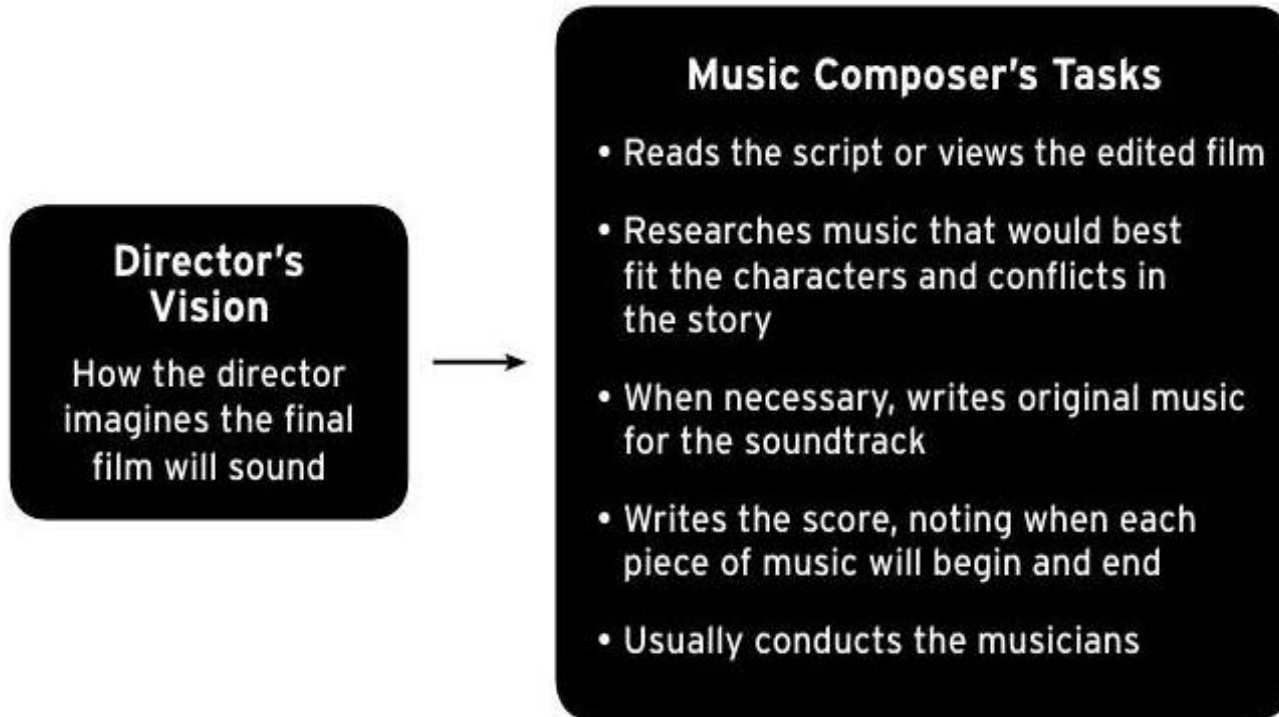 Director's
Vision
How the director
imagines the final
film will sound
Music Composer's Tasks
• Reads the script or views the edited film
• Researches music that would best
fit the characters and conflicts in
the story
• When necessary, writes original music
for the soundtrack
• Writes the score, noting when each
piece of music will begin and end
• Usually conducts the musicians